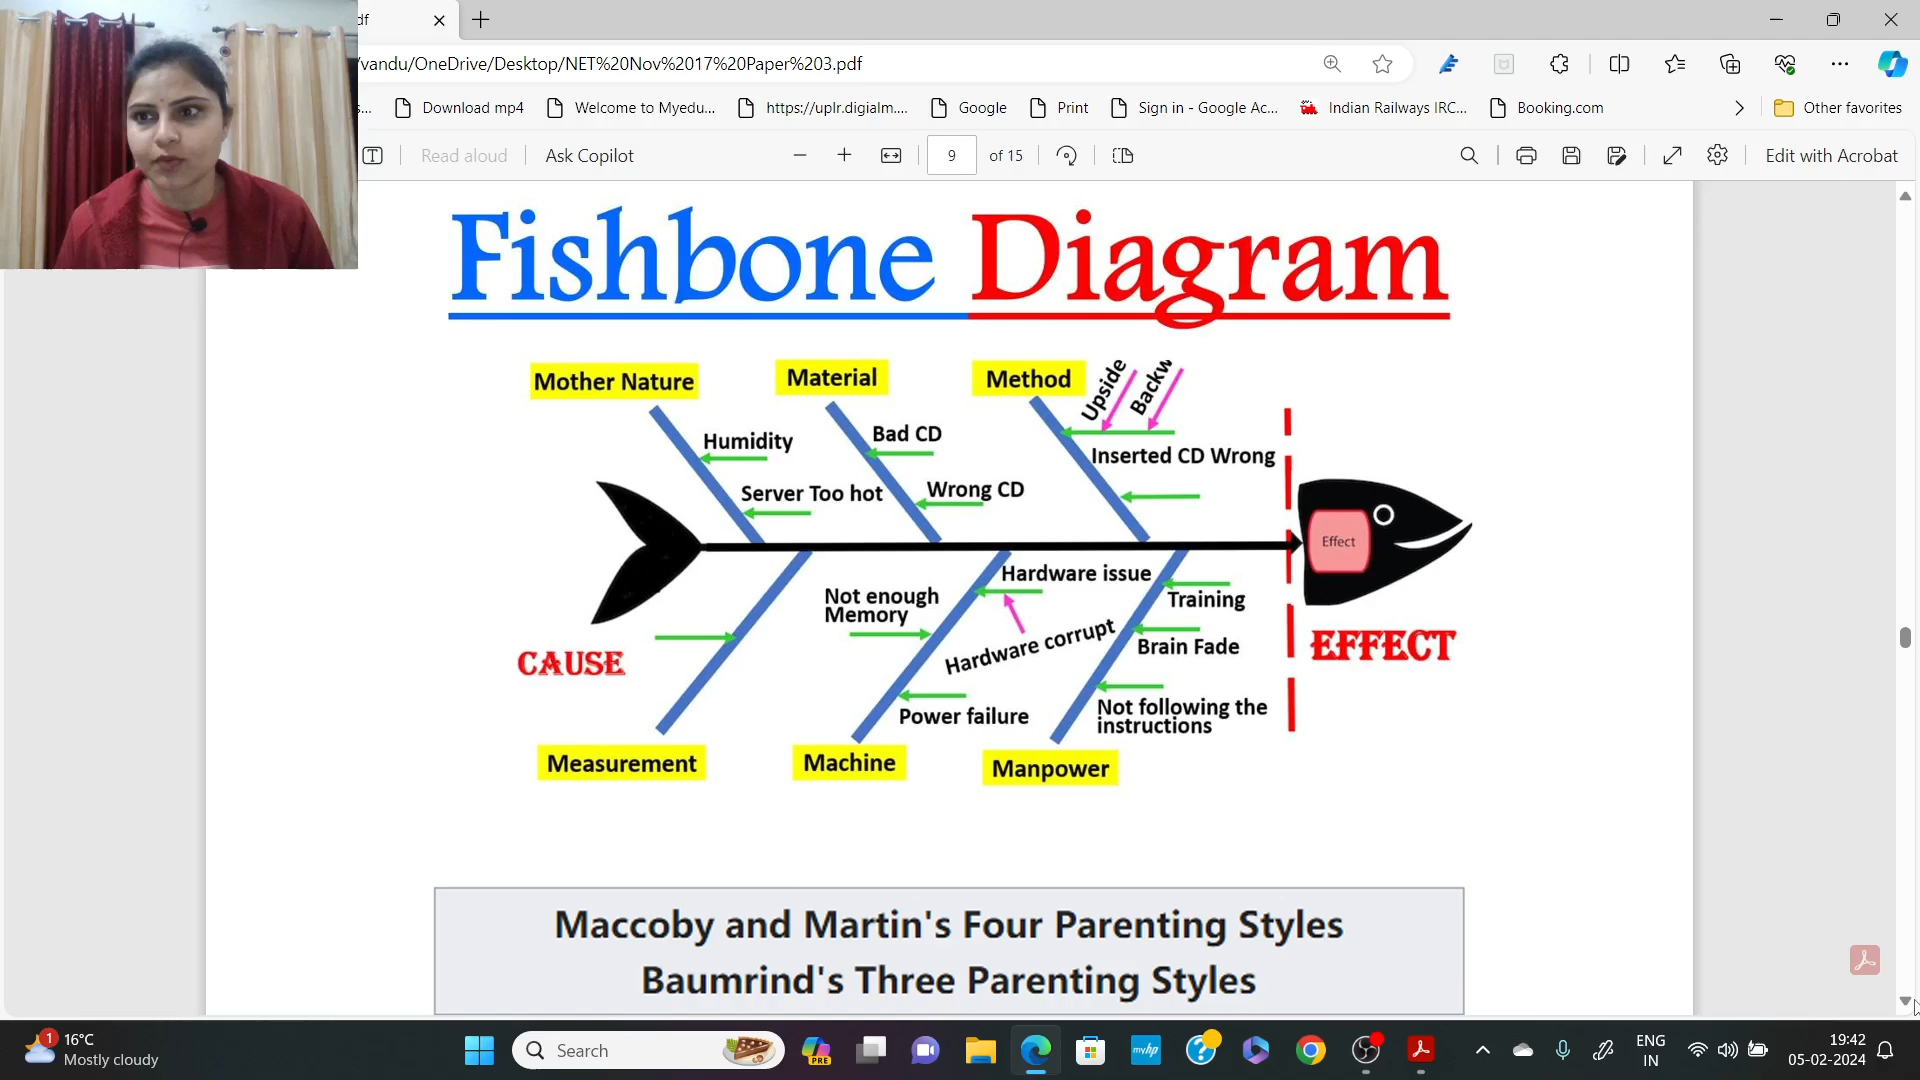 df
/vandu/OneDrive/Desktop/NET%20Nov%2017%20Paper%203.pdf
s...
Download mp4
Welcome to Myedu...
https://uplr.digialm....
Google
Print
Sign in - Google Ac...
Indian Railways IRC...
Booking.com
Other favorites
Read aloud
Ask Copilot
9
of 15
Edit with Acrobat
Fishbone Diagram
Mother Nature
Material
Method
Upside
Backw
Humidity
Bad CD
Inserted CD Wrong
Server Too hot
Wrong CD
Effect
Hardware issue
Not enough
Memory
Training
Hardware corrupt
Brain Fade
CAUSE
EFFECT
Power failure
Not following the
instructions
Measurement
Machine
Manpower
Maccoby and Martin's Four Parenting Styles
Baumrind's Three Parenting Styles
1
16°C
Mostly cloudy
Search
PRE
myhp
ENG
IN
19:42
05-02-2024